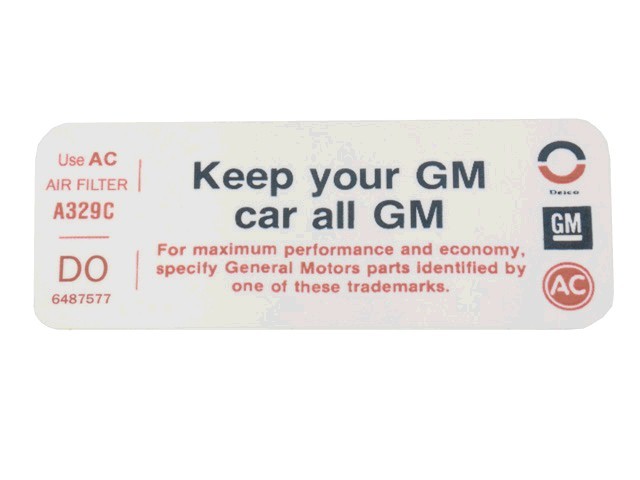 Use AC
AIR FILTER
A329C
DO
6487577
Keep your GM
car all GM
For maximum performance and economy,
specify General Motors parts identified by
one of these trademarks.
Delco
GM
AC